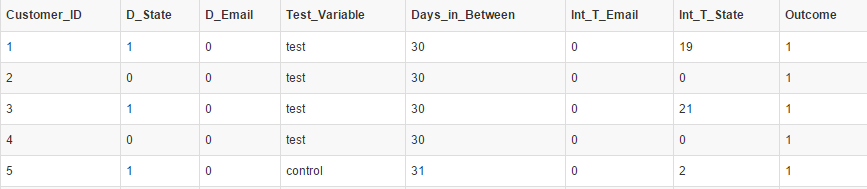 Customer_ID D_State D_Email Test_Variable Days_in_Between Int_T_Email Int_T_State Outcome
1 1 0 test 30 0 19 1
2 0 0 test 30 0 0 1
3 1 0 test 30 0 21 1
4 0 0 test 30 0 0 1
5 1 0 control 31 0 2 1